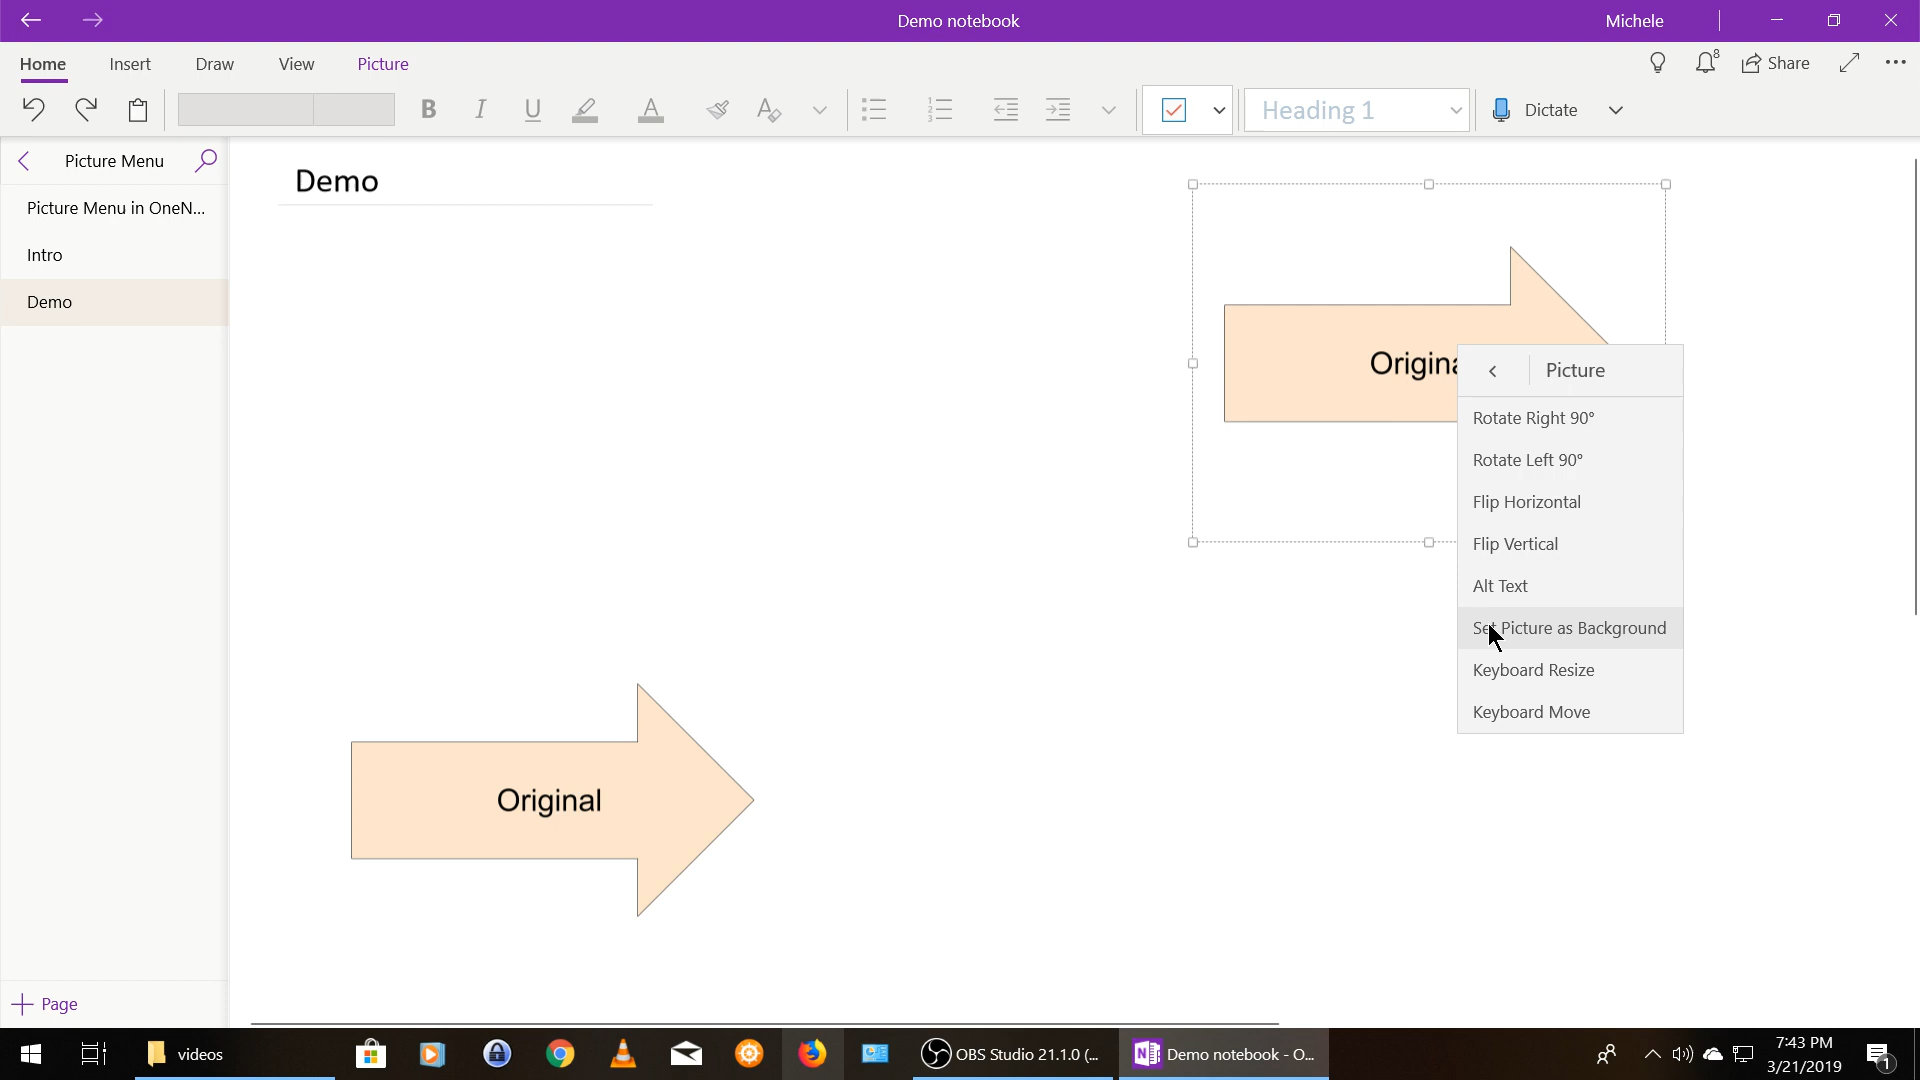 Demo notebook
Michele
Home Insert Draw View Picture
8
Share
B I U A A
Heading 1
Dictate
Picture Menu
Picture Menu in OneN...
Intro
Demo
Page
Demo
Origina
Picture
Rotate Right 90°
Rotate Left 90°
Flip Horizontal
Flip Vertical
Alt Text
Set Picture as Background
Keyboard Resize
Keyboard Move
Original
videos
OBS Studio 21.1.0 (-...
N Demo notebook - O...
7:43 PM
3/21/2019
1